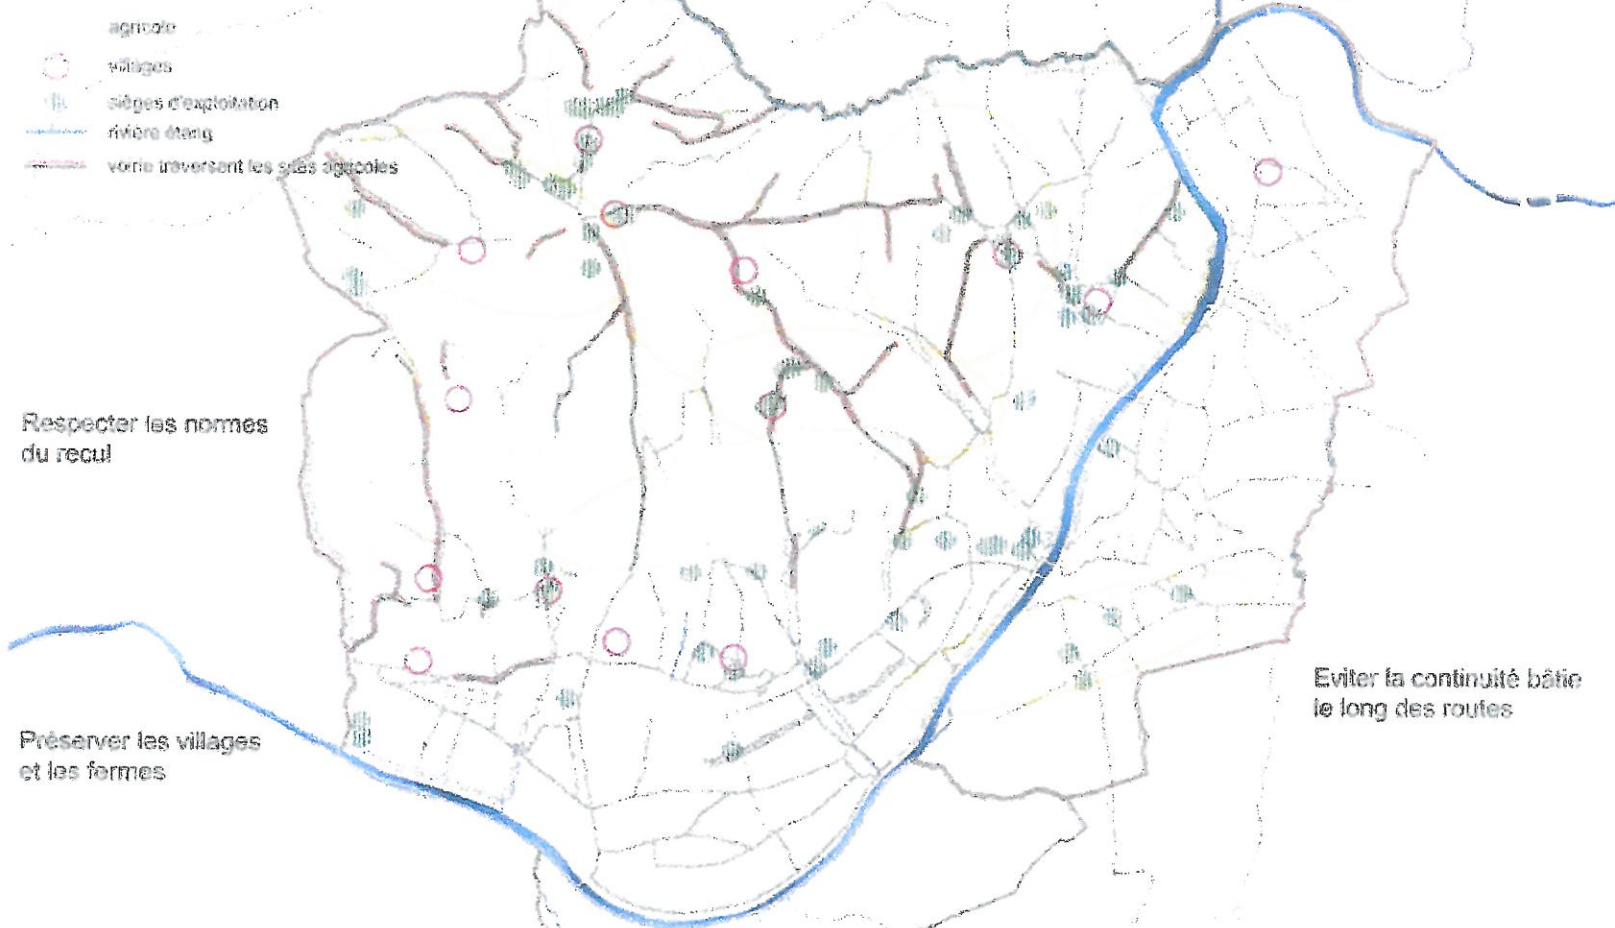 agricole
villages
sièges d'exploitation
rivière étang
voirie traversant les sites agricoles
Respecter les normes
du recul
Eviter la continuité bâtie
le long des routes
Préserver les villages
et les fermes